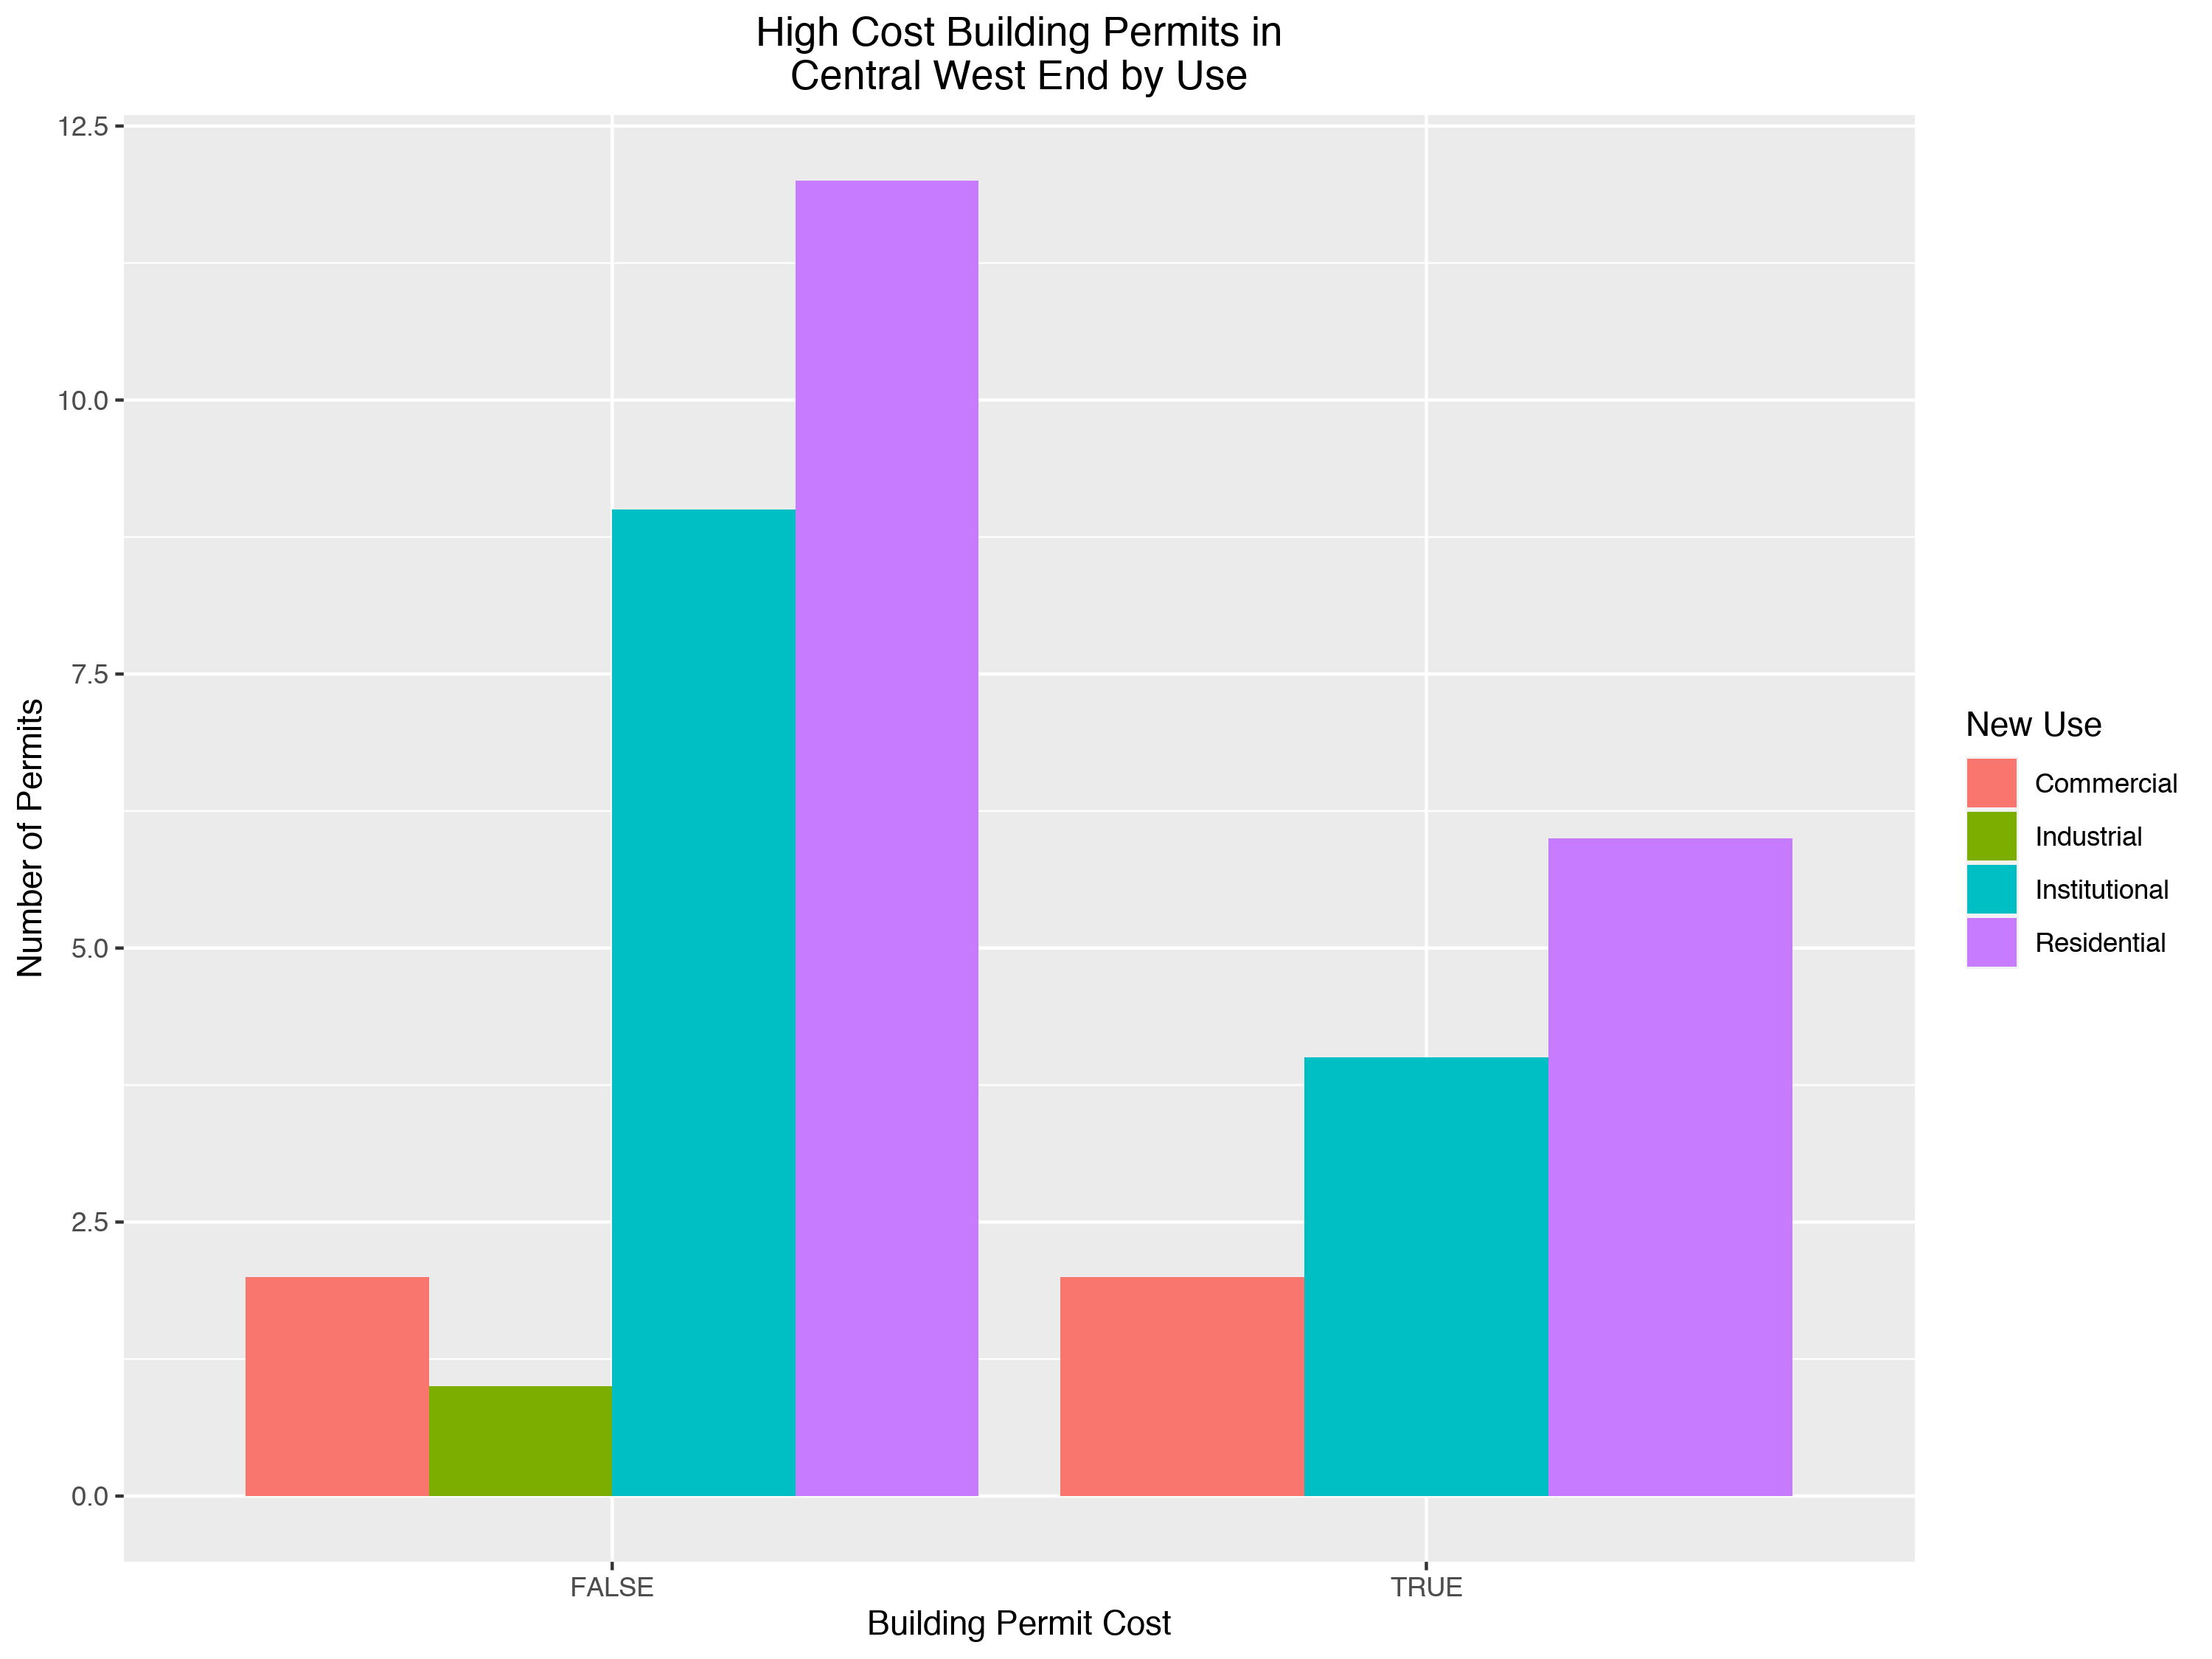 High Cost Building Permits in
Central West End by Use
12.5
10.0
7.5
5.0
2.5
0.0
Number of Permits
FALSE
TRUE
Building Permit Cost
New Use
Commercial
Industrial
Institutional
Residential